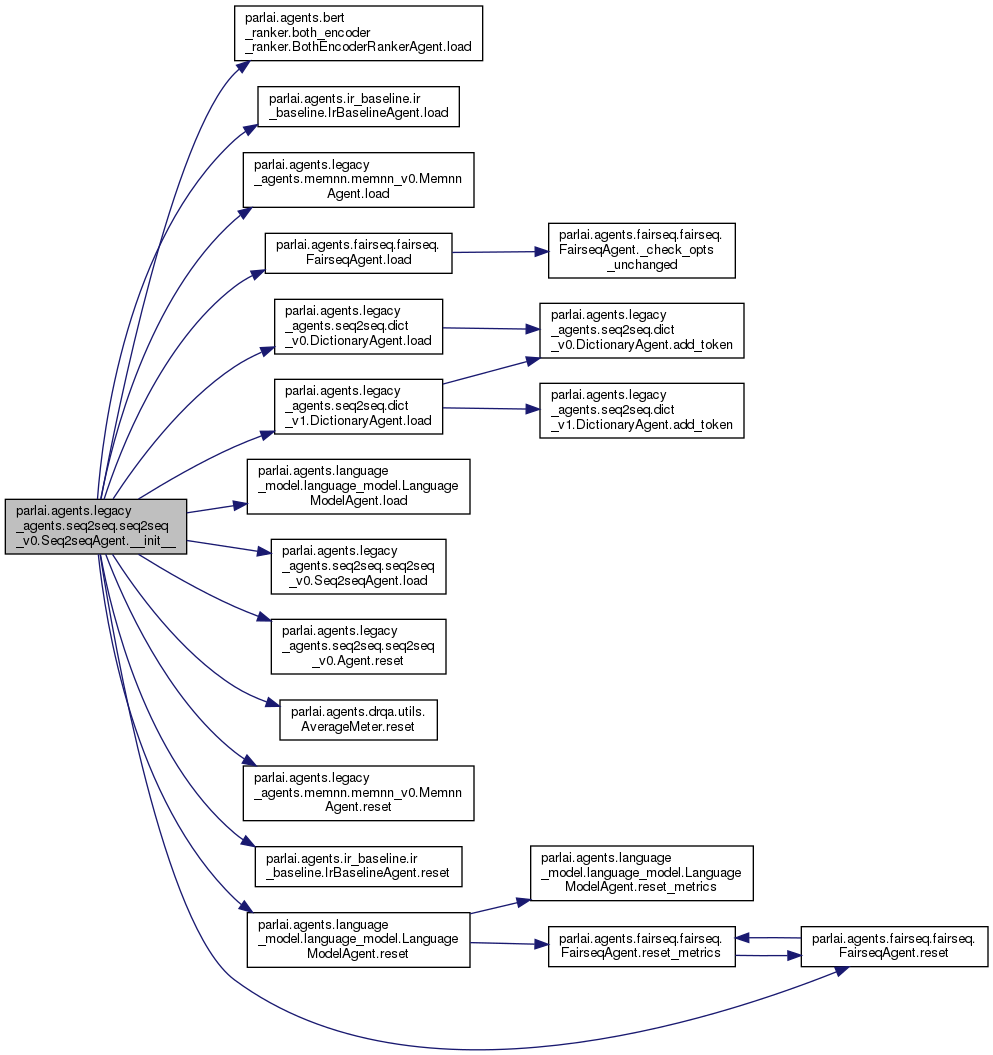 parlai.agents.bert
_ranker.both_encoder
_ranker.BothEncoderRankerAgent.load
parlai.agents.ir_baseline.ir
_baseline.IrBaselineAgent.load
parlai.agents.legacy
_agents.memnn.memnn_v0.Memnn
Agent.load
parlai.agents.fairseq.fairseq.
FairseqAgent.load
parlai.agents.fairseq.fairseq.
FairseqAgent._check_opts
_unchanged
parlai.agents.legacy
_agents.seq2seq.dict
_v0.DictionaryAgent.load
parlai.agents.legacy
_agents.seq2seq.dict
_v0.DictionaryAgent.add_token
parlai.agents.legacy
_agents.seq2seq.dict
_v1.DictionaryAgent.load
parlai.agents.legacy
_agents.seq2seq.dict
_v1.DictionaryAgent.add_token
parlai.agents.language
_model.language_model.Language
ModelAgent.load
parlai.agents.legacy
_agents.seq2seq.seq2seq
_v0.Seq2seqAgent.__init__
parlai.agents.legacy
_agents.seq2seq.seq2seq
_v0.Seq2seqAgent.load
parlai.agents.legacy
_agents.seq2seq.seq2seq
_v0.Agent.reset
parlai.agents.drqa.utils.
AverageMeter.reset
parlai.agents.legacy
_agents.memnn.memnn_v0.Memnn
Agent.reset
parlai.agents.ir_baseline.ir
_baseline.IrBaselineAgent.reset
parlai.agents.language
_model.language_model.Language
ModelAgent.reset_metrics
parlai.agents.language
_model.language_model.Language
ModelAgent.reset
parlai.agents.fairseq.fairseq.
FairseqAgent.reset_metrics
parlai.agents.fairseq.fairseq.
FairseqAgent.reset